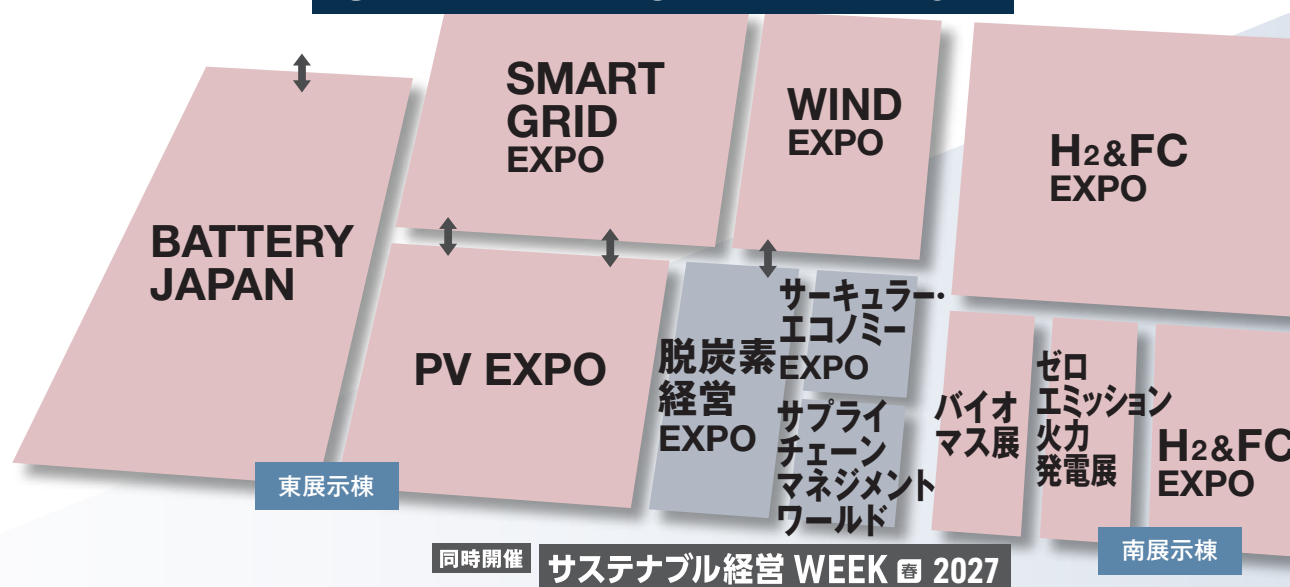 BATTERY
JAPAN
SMART
GRID
EXPO
WIND
EXPO
H2&FC
EXPO
PV EXPO
脱炭素
経営
EXPO
サーキュラー・
エコノミー
EXPO
サプライ
チェーン
マネジメント
ワールド
バイオ
マス展
ゼロ
エミッション
火力
発電展
H2&FC
EXPO
東展示棟
南展示棟
同時開催 サステナブル経営 WEEK 春 2027